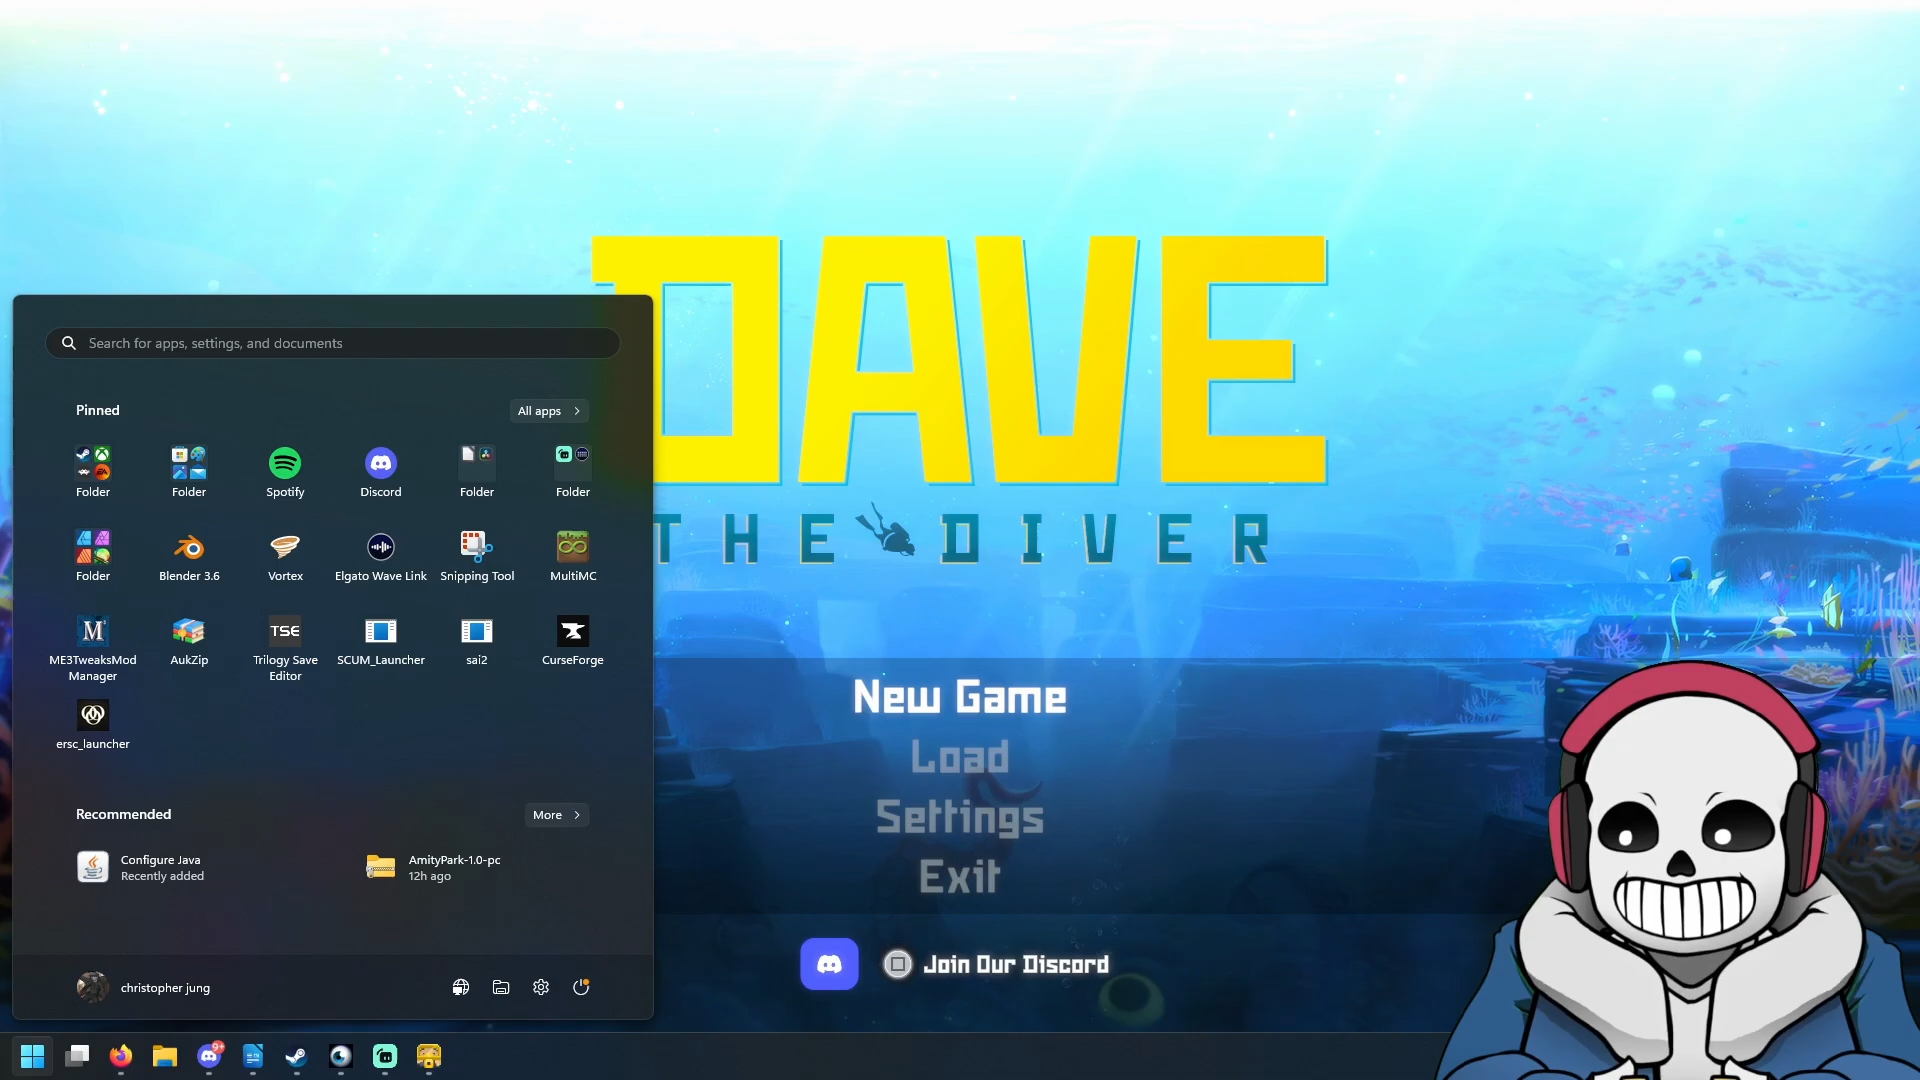 DAVE
THE DIVER
New Game
Load
Settings
Exit
Join Our Discord
Search for apps, settings, and documents
Pinned
All apps
Folder
Folder
Spotify
Discord
Folder
Folder
Folder
Blender 3.6
Vortex
Elgato Wave Link
Snipping Tool
MultiMC
M
ME3TweaksMod
Manager
AukZip
TSE
Trilogy Save
Editor
SCUM_Launcher
sai2
CurseForge
ersc_launcher
Recommended
More
Configure Java
Recently added
AmityPark-1.0-pc
12h ago
christopher jung
9+